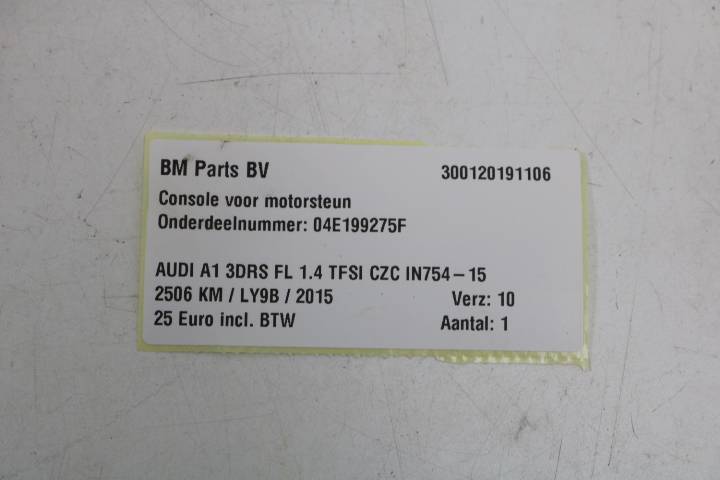 BM Parts BV 300120191106
Console voor motorsteun
Onderdeelnummer: 04E199275F
AUDI A1 3DRS FL 1.4 TFSI CZC IN754-15
2506 KM / LY9B / 2015 Verz: 10
25 Euro incl. BTW Aantal: 1